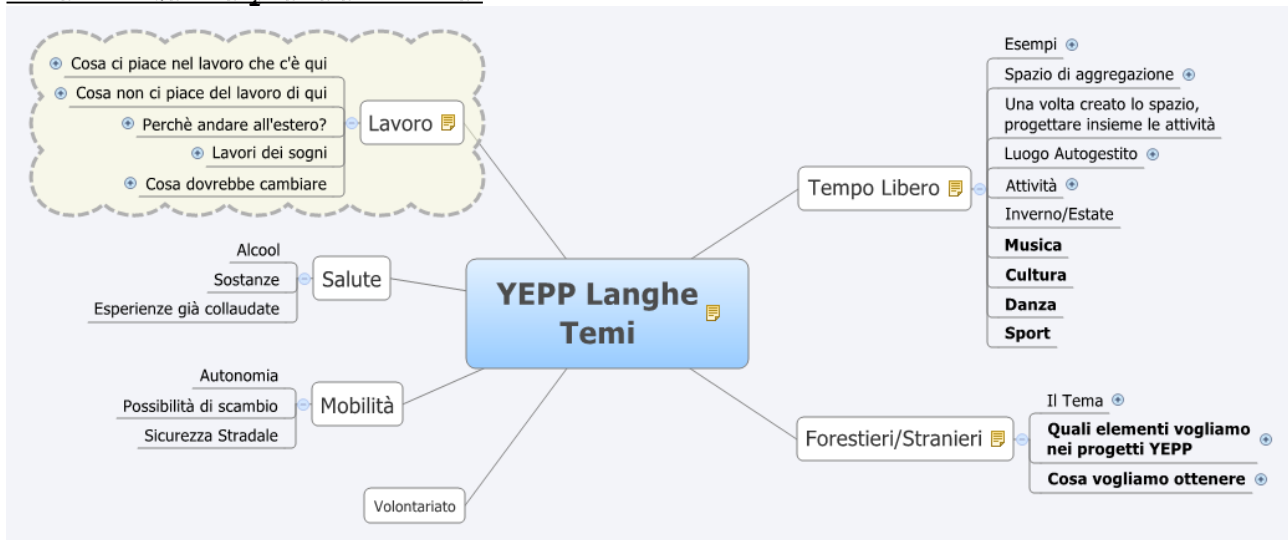 Cosa ci piace nel lavoro che c'è qui
Cosa non ci piace del lavoro di qui
Perchè andare all'estero?
Lavori dei sogni
Cosa dovrebbe cambiare
Lavoro
Alcool
Sostanze
Esperienze già collaudate
Salute
Autonomia
Possibilità di scambio
Sicurezza Stradale
Mobilità
Volontariato
YEPP Langhe
Temi
Tempo Libero
Esempi
Spazio di aggregazione
Una volta creato lo spazio,
progettare insieme le attività
Luogo Autogestito
Attività
Inverno/Estate
Musica
Cultura
Danza
Sport
Forestieri/Stranieri
Il Tema
Quali elementi vogliamo
nei progetti YEPP
Cosa vogliamo ottenere